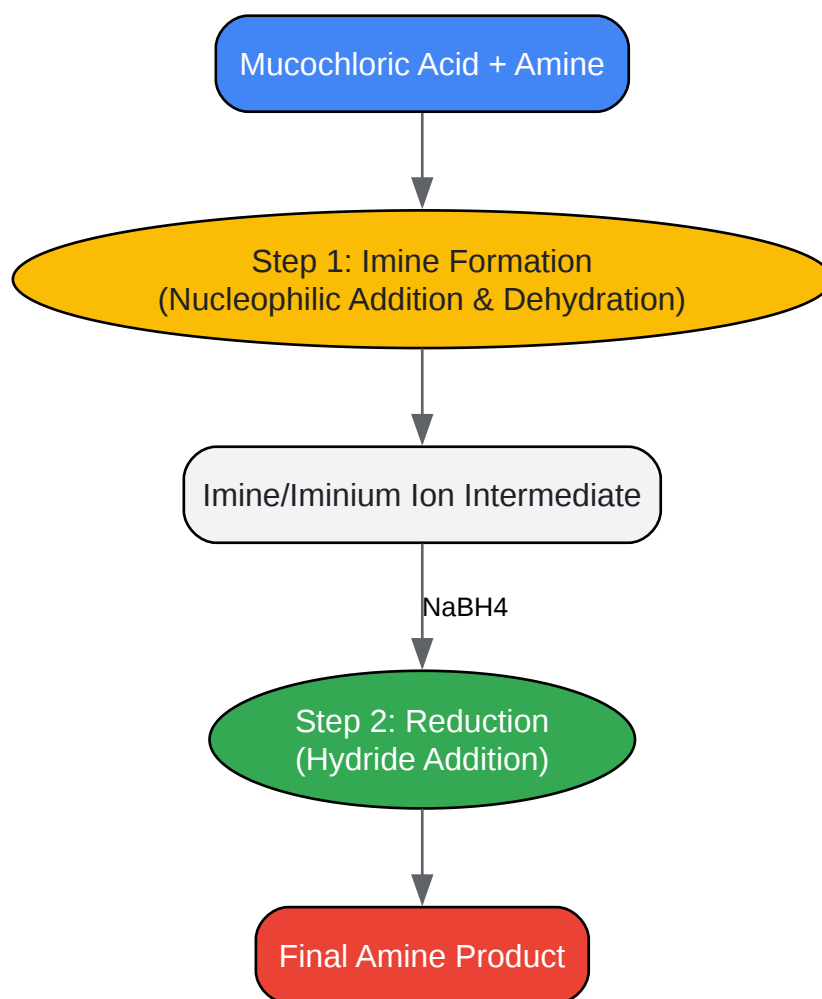 Mucochloric Acid + Amine
Step 1: Imine Formation
(Nucleophilic Addition & Dehydration)
Imine/Iminium Ion Intermediate
NaBH4
Step 2: Reduction
(Hydride Addition)
Final Amine Product